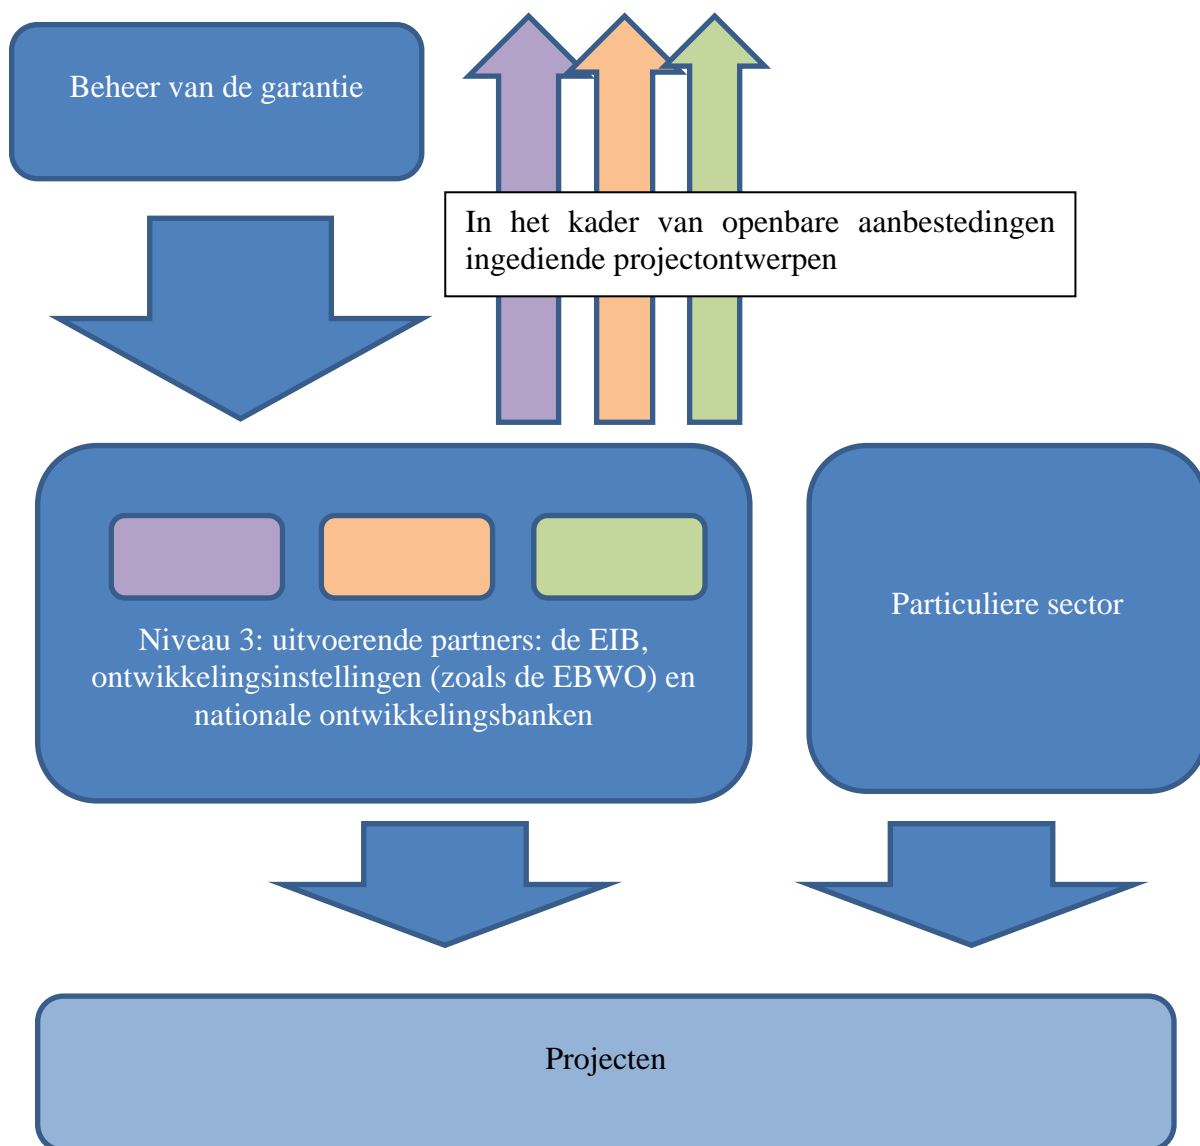 Beheer van de garantie
In het kader van openbare aanbestedingen
ingediende projectontwerpen
Niveau 3: uitvoerende partners: de EIB,
ontwikkelingsinstellingen (zoals de EBWO) en
nationale ontwikkelingsbanken
Particuliere sector
Projecten